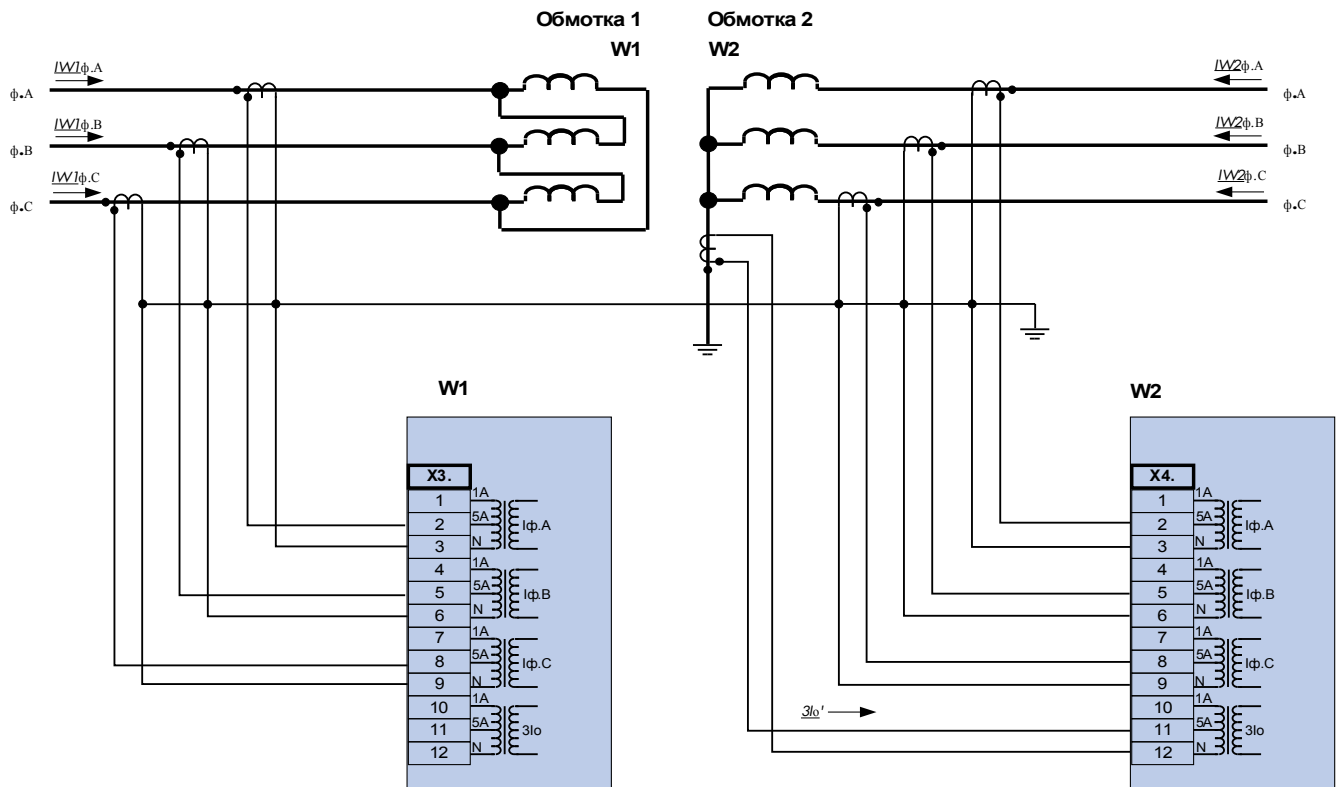 Обмотка 1 Обмотка 2
W1 W2
IW1ф.A IW2ф.A
ф.A ф.A
IW1ф.B IW2ф.B
ф.B ф.B
IW1ф.C IW2ф.C
ф.C ф.C
W1 W2
X3. X4.
1 1A 1 1A
2 5A Iф.A 2 5A Iф.A
3 N 3 N
4 1A 4 1A
5 5A Iф.B 5 5A Iф.B
6 N 6 N
7 1A 7 1A
8 5A Iф.C 8 5A Iф.C
9 N 9 N
10 1A 3I₀' 10 1A
11 5A 3Io 11 5A 3Io
12 N 12 N